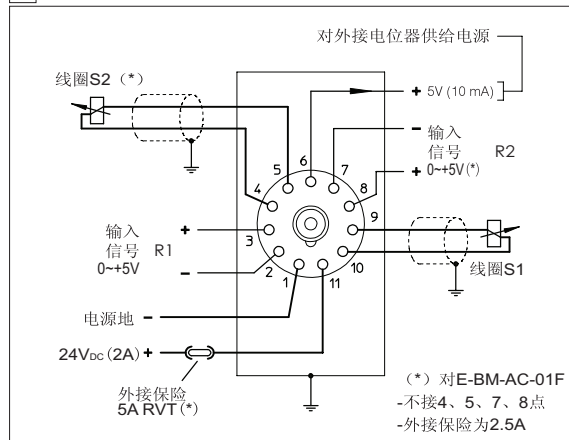 对外接电位器供给电源
线圈S2（*）
+ 5V (10 mA)
- 输入
信号 R2
+ 0~+5V(*)
6
5
7
4
8
3
9
2
10
1
11
+
输入
信号 R1
0~+5V
-
线圈S1
电源地 -
24VDC (2A) +
外接保险
5A RVT(*)
（*）对E-BM-AC-01F
-不接4、5、7、8点
-外接保险为2.5A